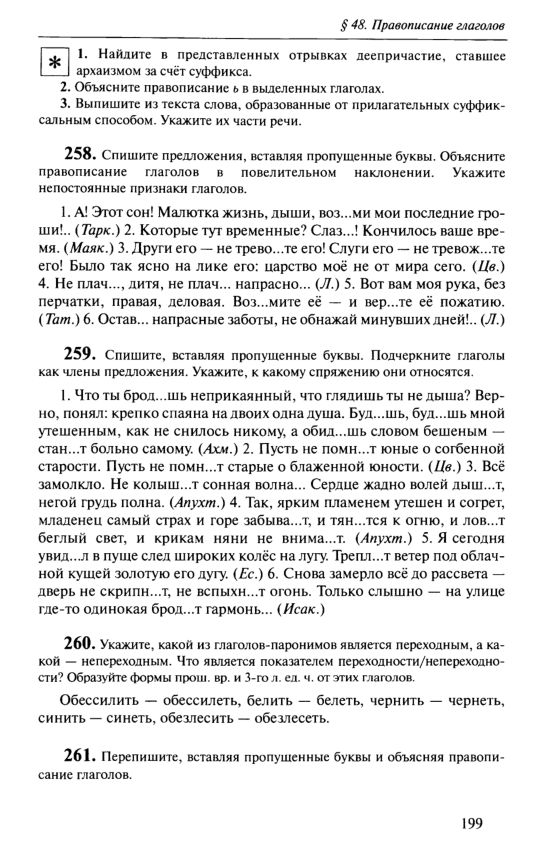 § 48. Правописание глаголов
* 1. Найдите в представленных отрывках деепричастие, ставшее
архаизмом за счёт суффикса.
2. Объясните правописание ь в выделенных глаголах.
3. Выпишите из текста слова, образованные от прилагательных суффик-
сальным способом. Укажите их части речи.
258. Спишите предложения, вставляя пропущенные буквы. Объясните
правописание глаголов в повелительном наклонении. Укажите
непостоянные признаки глаголов.
1. А! Этот сон! Малютка жизнь, дыши, воз...ми мои последние гро-
ши!.. (Тарк.) 2. Которые тут временные? Слаз...! Кончилось ваше вре-
мя. (Маяк.) 3. Други его — не трево...те его! Слуги его — не тревож...те
его! Было так ясно на лике его: царство моё не от мира сего. (Цв.)
4. Не плач..., дитя, не плач... напрасно... (Л.) 5. Вот вам моя рука, без
перчатки, правая, деловая. Воз...мите её — и вер...те её пожатию.
(Тат.) 6. Остав... напрасные заботы, не обнажай минувших дней!.. (Л.)
259. Спишите, вставляя пропущенные буквы. Подчеркните глаголы
как члены предложения. Укажите, к какому спряжению они относятся.
1. Что ты брод...шь неприкаянный, что глядишь ты не дыша? Вер-
но, понял: крепко спаяна на двоих одна душа. Буд...шь, буд...шь мной
утешенным, как не снилось никому, а обид...шь словом бешеным —
стан...т больно самому. (Ахм.) 2. Пусть не помн...т юные о согбенной
старости. Пусть не помн...т старые о блаженной юности. (Цв.) 3. Всё
замолкло. Не колыш...т сонная волна... Сердце жадно волей дыш...т,
негой грудь полна. (Апухт.) 4. Так, ярким пламенем утешен и согрет,
младенец самый страх и горе забыва...т, и тян...тся к огню, и лов...т
беглый свет, и крикам няни не внима...т. (Апухт.) 5. Я сегодня
увид...л в пуще след широких колёс на лугу. Трепл...т ветер под облач-
ной кущей золотую его дугу. (Ес.) 6. Снова замерло всё до рассвета —
дверь не скрипн...т, не вспыхн...т огонь. Только слышно — на улице
где-то одинокая брод...т гармонь... (Исак.)
260. Укажите, какой из глаголов-паронимов является переходным, а ка-
кой — непереходным. Что является показателем переходности/непереходно-
сти? Образуйте формы прош. вр. и 3-го л. ед. ч. от этих глаголов.
Обессилить — обессилеть, белить — белеть, чернить — чернеть,
синить — синеть, обезлесить — обезлесеть.
261. Перепишите, вставляя пропущенные буквы и объясняя правопи-
сание глаголов.
199